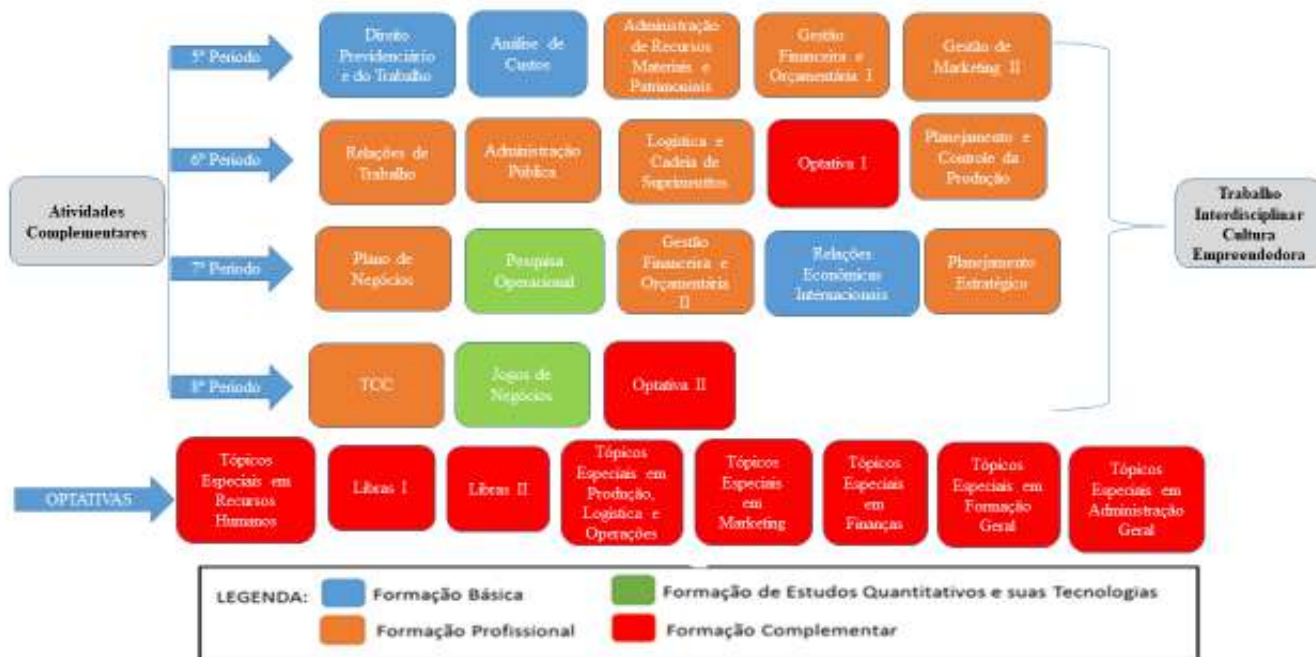 5º Período
Direito
Previdenciário
e do Trabalho
Análise de
Custos
Administração
de Recursos
Materiais e
Patrimoniais
Gestão
Financeira e
Orçamentária I
Gestão de
Marketing II
6º Período
Relações de
Trabalho
Administração
Pública
Logística e
Cadeia de
Suprimentos
Optativa I
Planejamento e
Controle da
Produção
Atividades
Complementares
Trabalho
Interdisciplinar
Cultura
Empreendedora
7º Período
Plano de
Negócios
Pesquisa
Operacional
Gestão
Financeira e
Orçamentária
II
Relações
Econômicas
Internacionais
Planejamento
Estratégico
8º Período
TCC
Jogos de
Negócios
Optativa II
OPTATIVAS
Tópicos
Especiais em
Recursos
Humanos
Libras I
Libras II
Tópicos
Especiais em
Produção,
Logística e
Operações
Tópicos
Especiais
em
Marketing
Tópicos
Especiais
em
Finanças
Tópicos
Especiais em
Formação
Geral
Tópicos
Especiais em
Administração
Geral
LEGENDA:
Formação Básica
Formação de Estudos Quantitativos e suas Tecnologias
Formação Profissional
Formação Complementar